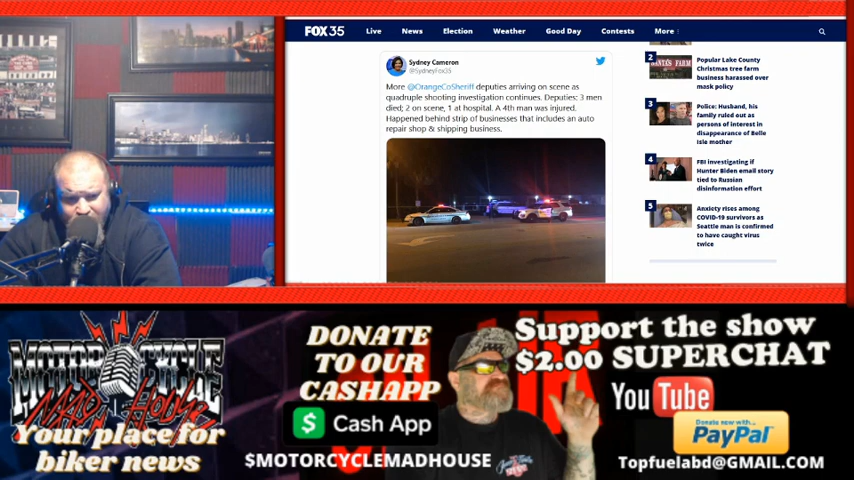 FOX 35
Live News Election Weather Good Day Contests More
Sydney Cameron
@SydneyFox35
More @OrangeCoSheriff deputies arriving on scene as
quadruple shooting investigation continues. Deputies: 3 men
died; 2 on scene, 1 at hospital. A 4th man was injured.
Happened behind strip of businesses that includes an auto
repair shop & shipping business.
2
Popular Lake County
Christmas tree farm
business harassed over
mask policy
3
Police: Husband, his
family ruled out as
persons of interest in
disappearance of Belle
Isle mother
4
FBI investigating if
Hunter Biden email story
tied to Russian
disinformation effort
5
Anxiety rises among
COVID-19 survivors as
Seattle man is confirmed
to have caught virus
twice
MOTORCYCLE
MAD HOUSE
Your place for
biker news
DONATE
TO OUR
CASHAPP
$ Cash App
$MOTORCYCLEMADHOUSE
Support the show
$2.00 SUPERCHAT
YouTube
Donate now with...
PayPal
Topfuelabd@GMAIL.COM